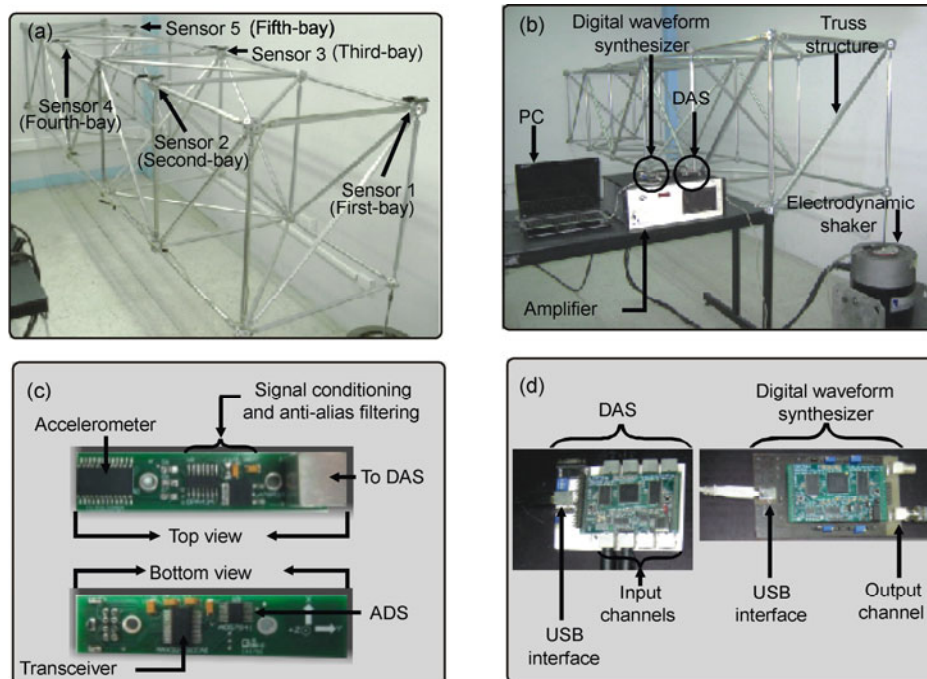 (a)
Sensor 5 (Fifth-bay)
Sensor 3 (Third-bay)
Sensor 4
(Fourth-bay)
Sensor 2
(Second-bay)
Sensor 1
(First-bay)
(b)
Digital waveform
synthesizer
Truss
structure
DAS
PC
Electrodynamic
shaker
Amplifier
(c)
Signal conditioning
and anti-alias filtering
Accelerometer
To DAS
Top view
Bottom view
ADS
Transceiver
(d)
DAS
Digital waveform
synthesizer
Input
channels
USB
interface
USB
interface
Output
channel